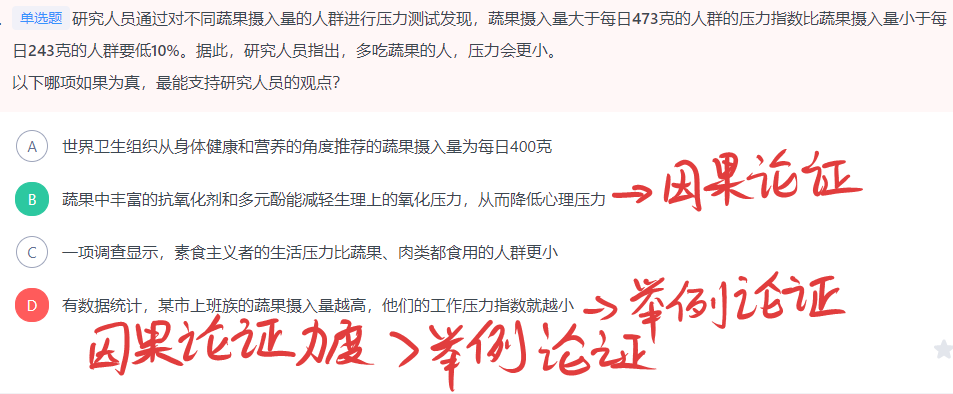 单选题 研究人员通过对不同蔬果摄入量的人群进行压力测试发现，蔬果摄入量大于每日473克的人群的压力指数比蔬果摄入量小于每
日243克的人群要低10%。据此，研究人员指出，多吃蔬果的人，压力会更小。
以下哪项如果为真，最能支持研究人员的观点？
A 世界卫生组织从身体健康和营养的角度推荐的蔬果摄入量为每日400克
B 蔬果中丰富的抗氧化剂和多元酚能减轻生理上的氧化压力，从而降低心理压力 →因果论证
C 一项调查显示，素食主义者的生活压力比蔬果、肉类都食用的人群更小
D 有数据统计，某市上班族的蔬果摄入量越高，他们的工作压力指数就越小 →举例论证
因果论证力度>举例论证